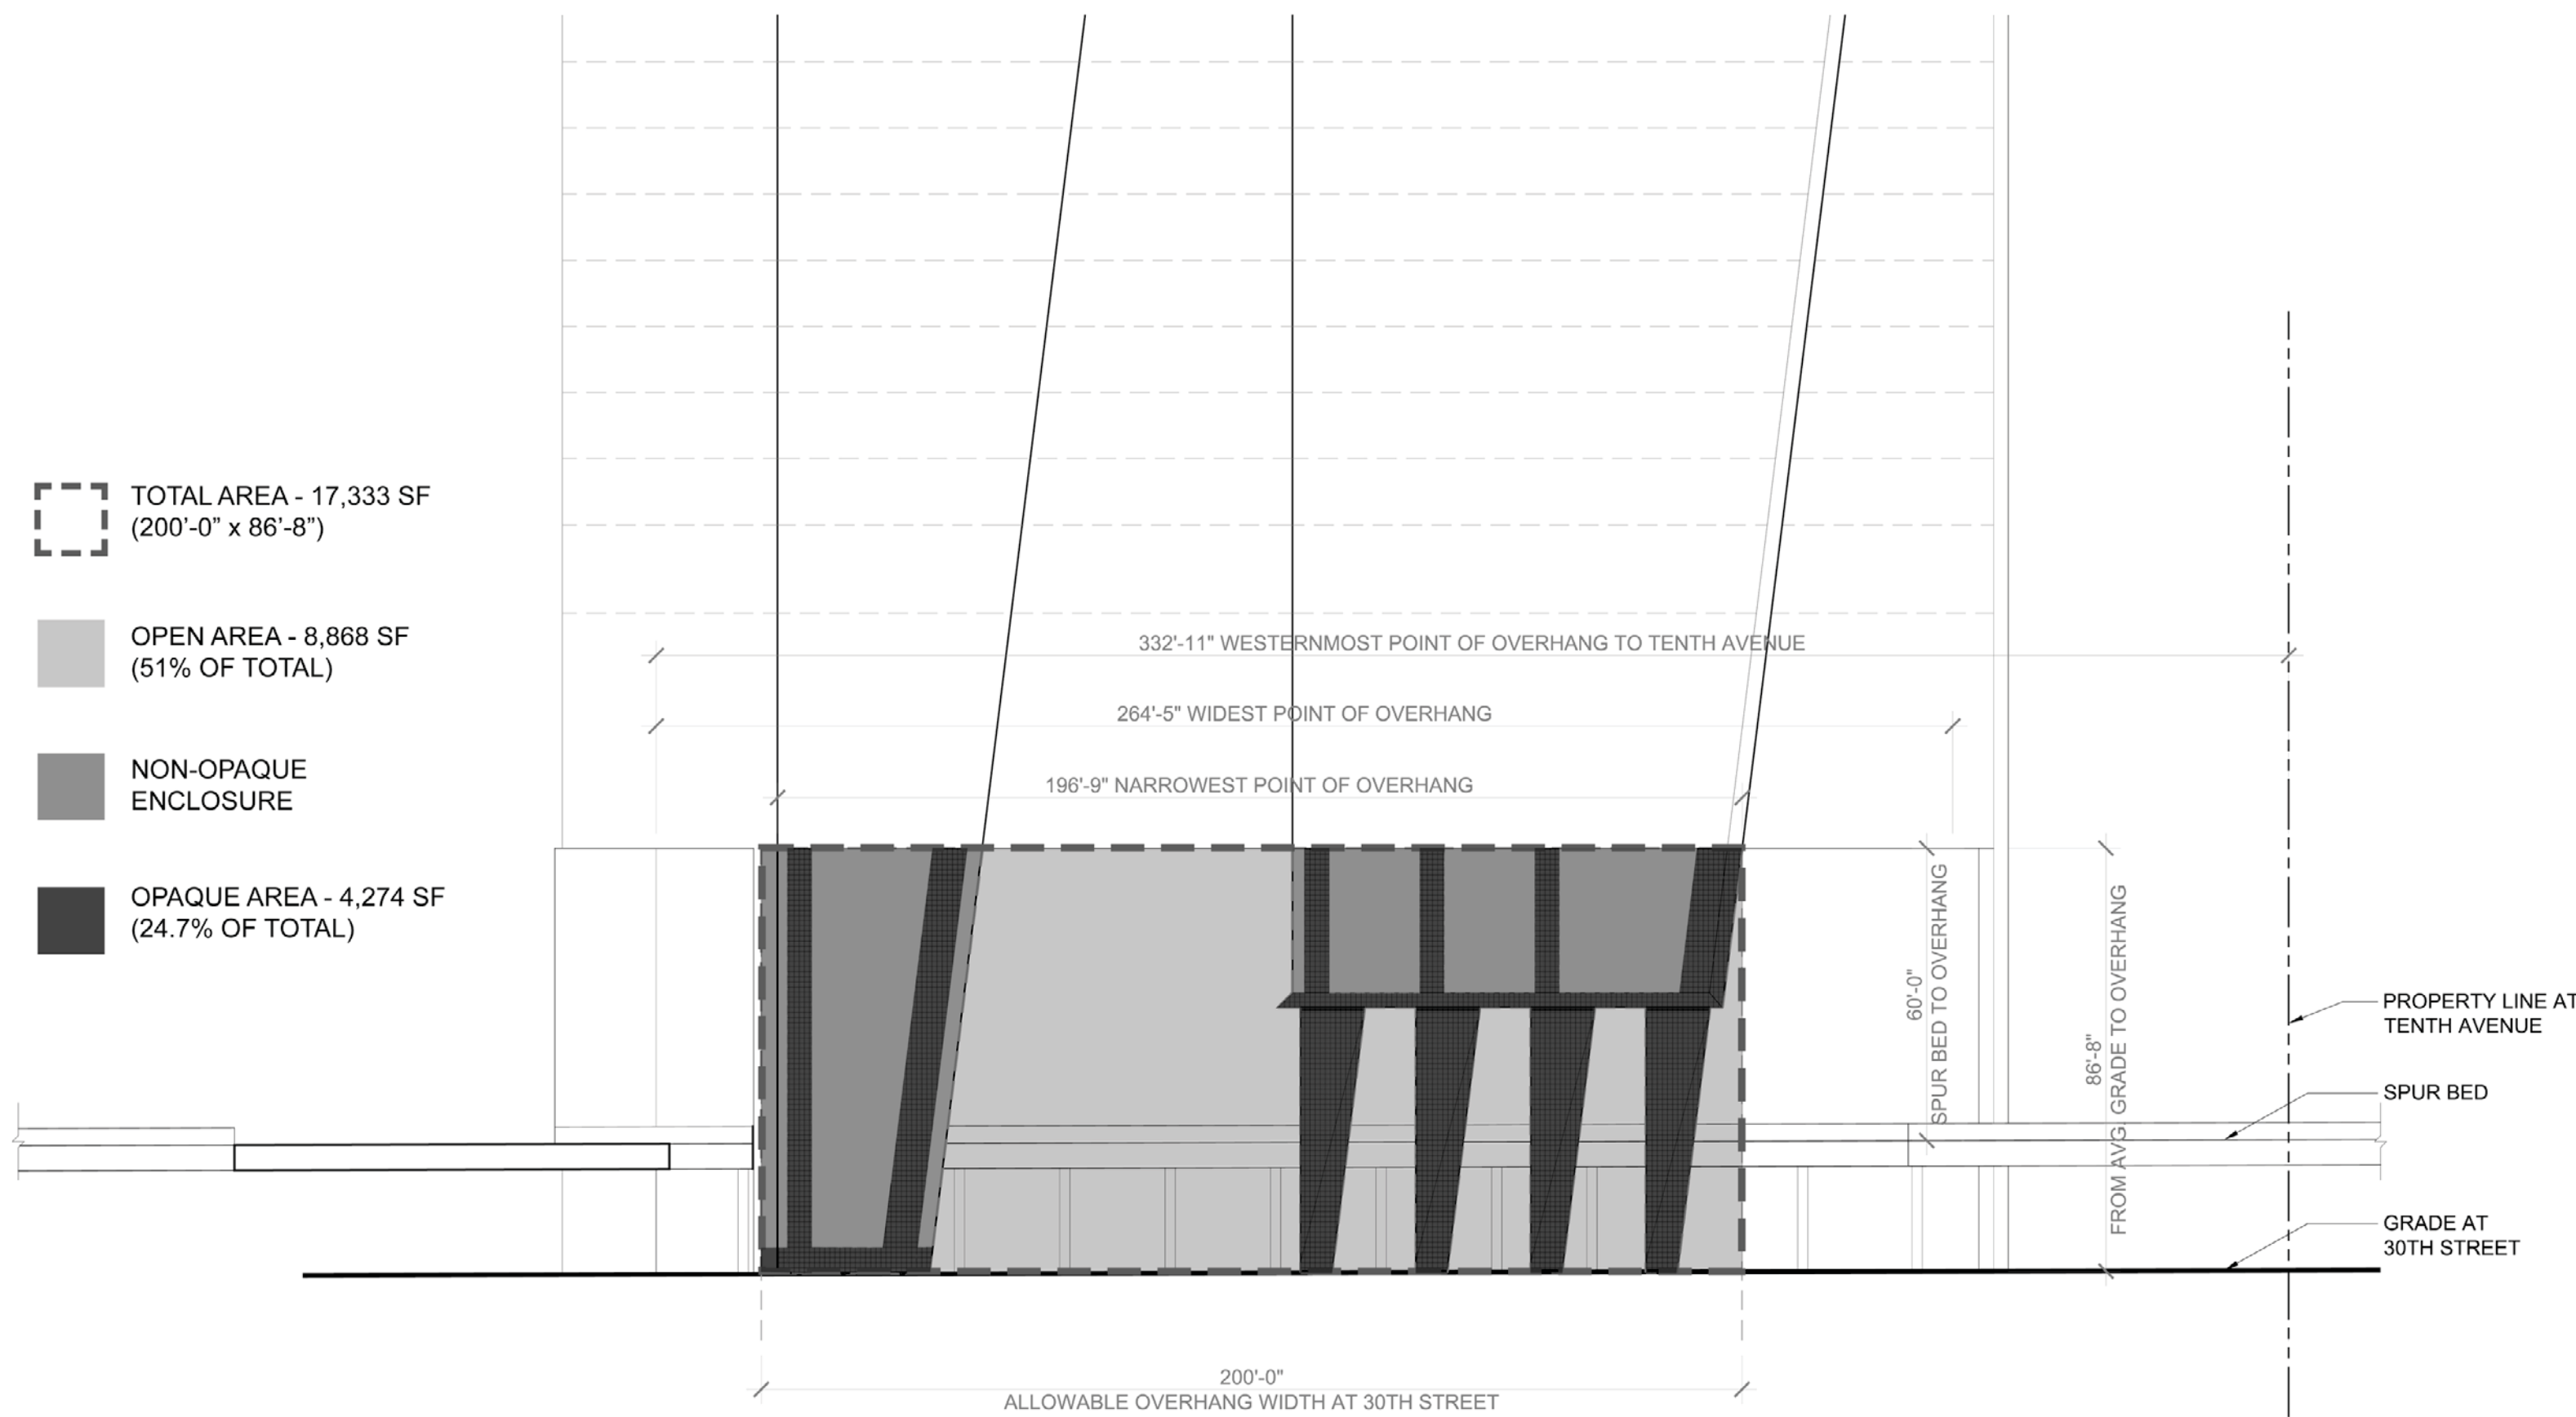 TOTAL AREA - 17,333 SF
(200'-0” x 86’-8”)
OPEN AREA - 8,868 SF
(51% OF TOTAL)
NON-OPAQUE
ENCLOSURE
OPAQUE AREA - 4,274 SF
(24.7% OF TOTAL)
332'-11" WESTERNMOST POINT OF OVERHANG TO TENTH AVENUE
264'-5" WIDEST POINT OF OVERHANG
196'-9" NARROWEST POINT OF OVERHANG
60'-0"
SPUR BED TO OVERHANG
86'-8"
FROM AVG GRADE TO OVERHANG
PROPERTY LINE AT
TENTH AVENUE
SPUR BED
GRADE AT
30TH STREET
200'-0"
ALLOWABLE OVERHANG WIDTH AT 30TH STREET